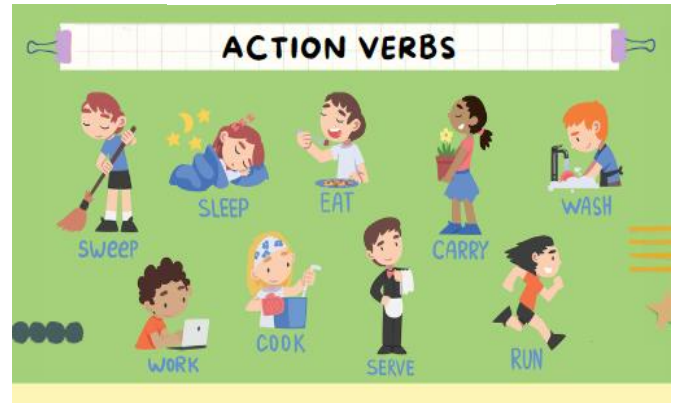 ACTION VERBS
SWeeP
SLEEP
EAT
CARRY
WASH
WORK
COOK
SERVE
RUN